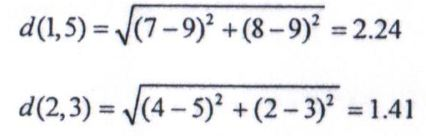 d(1,5) = √(7−9)² + (8−9)² = 2.24
d(2,3) = √(4−5)² + (2−3)² = 1.41